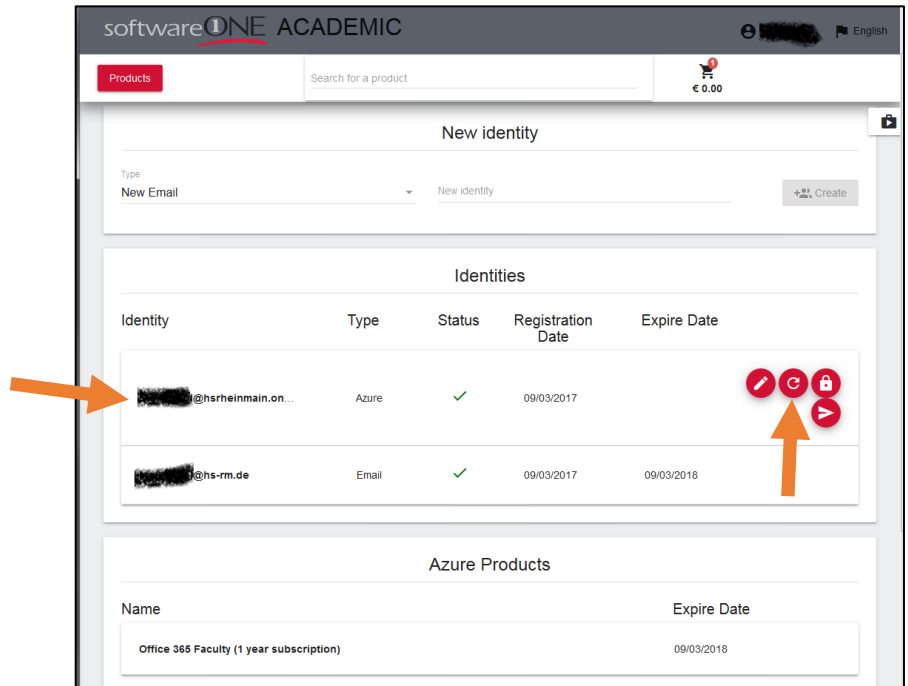 softwareONE ACADEMIC
English
Products
Search for a product
1
€ 0.00
New identity
Type
New Email
New identity
Create
Identities
Identity Type Status Registration Date Expire Date
@hsrheinmain.on... Azure 09/03/2017
@hs-rm.de Email 09/03/2017 09/03/2018
Azure Products
Name Expire Date
Office 365 Faculty (1 year subscription) 09/03/2018